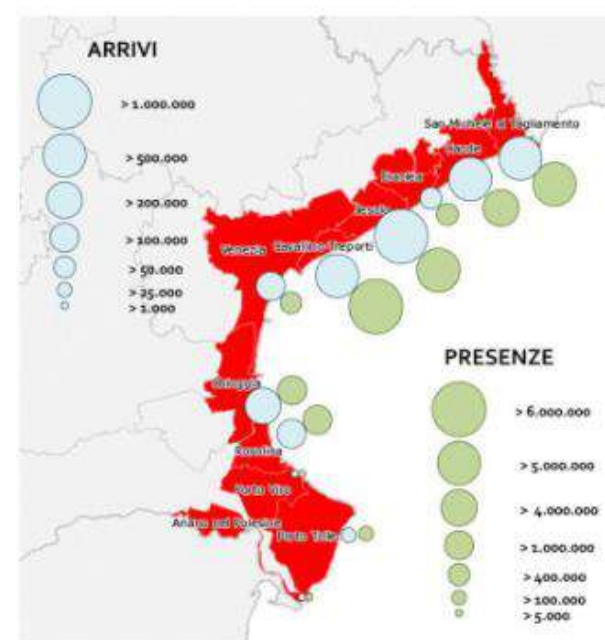 ARRIVI
> 1.000.000
> 500.000
> 200.000
> 100.000
> 50.000
> 25.000
> 1.000
San Michele al Tagliamento
Caorle
Eraclea
Jesolo
Venezia
Cavallino Treporti
Chioggia
Rosolina
Porto Viro
Ariano nel Polesine
Porto Tolle
PRESENZE
> 6.000.000
> 5.000.000
> 4.000.000
> 1.000.000
> 400.000
> 100.000
> 5.000